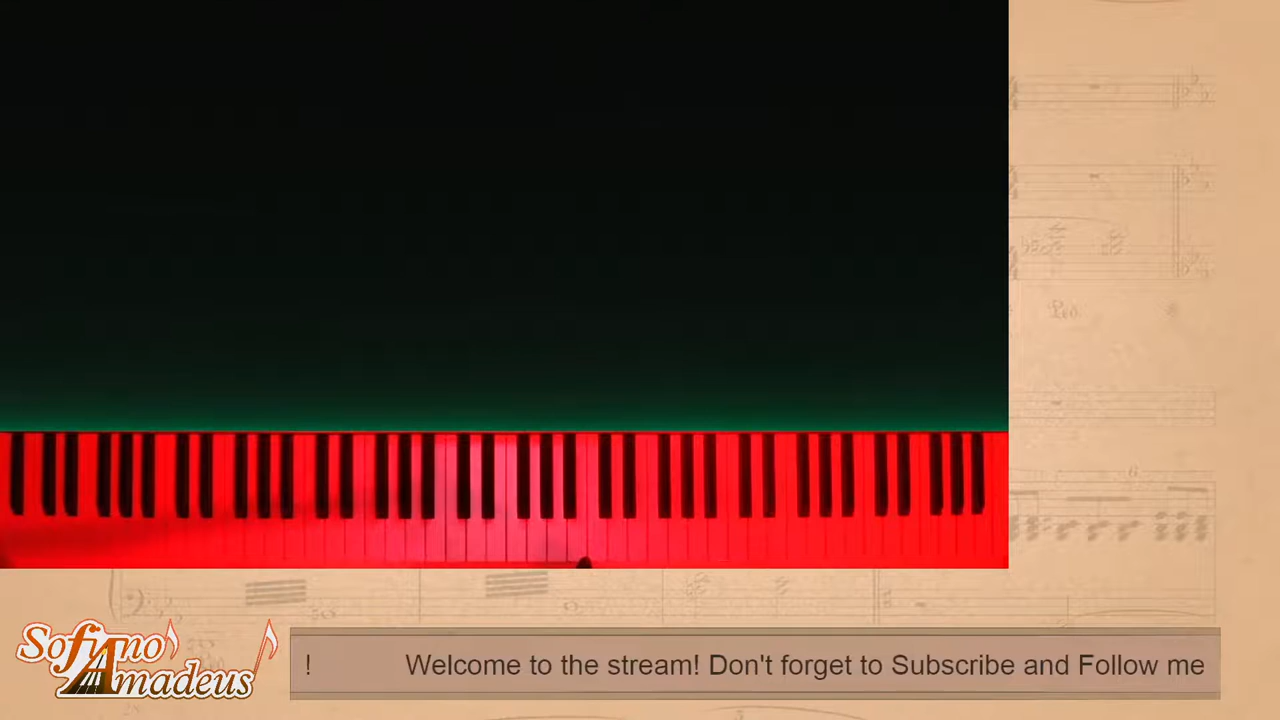 Sofiano
Amadeus
! Welcome to the stream! Don't forget to Subscribe and Follow me